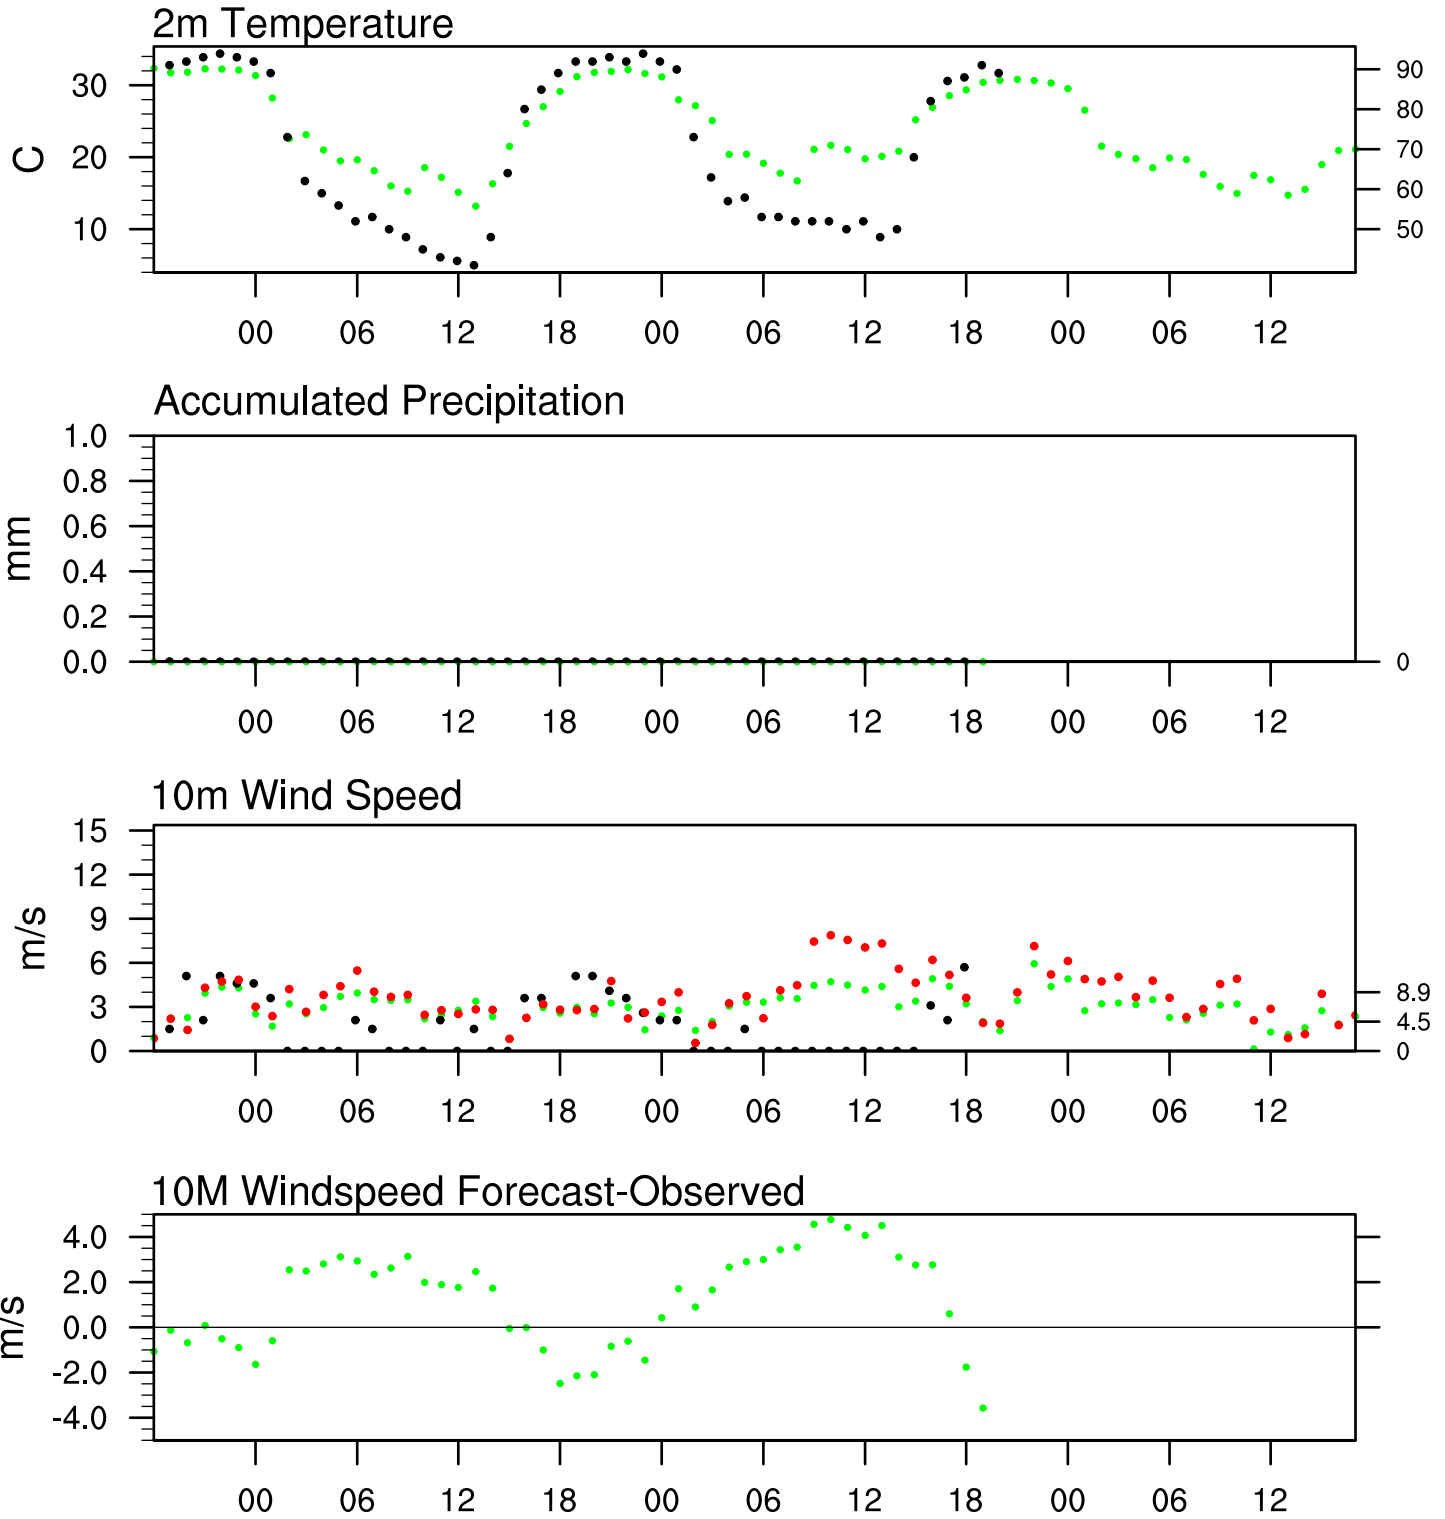 2m Temperature
30
20
10
C
90
80
70
60
50
00 06 12 18 00 06 12 18 00 06 12
Accumulated Precipitation
1.0
0.8
0.6
0.4
0.2
0.0
mm
0
00 06 12 18 00 06 12 18 00 06 12
10m Wind Speed
15
12
9
6
3
0
m/s
8.9
4.5
0
00 06 12 18 00 06 12 18 00 06 12
10M Windspeed Forecast-Observed
4.0
2.0
0.0
-2.0
-4.0
m/s
00 06 12 18 00 06 12 18 00 06 12